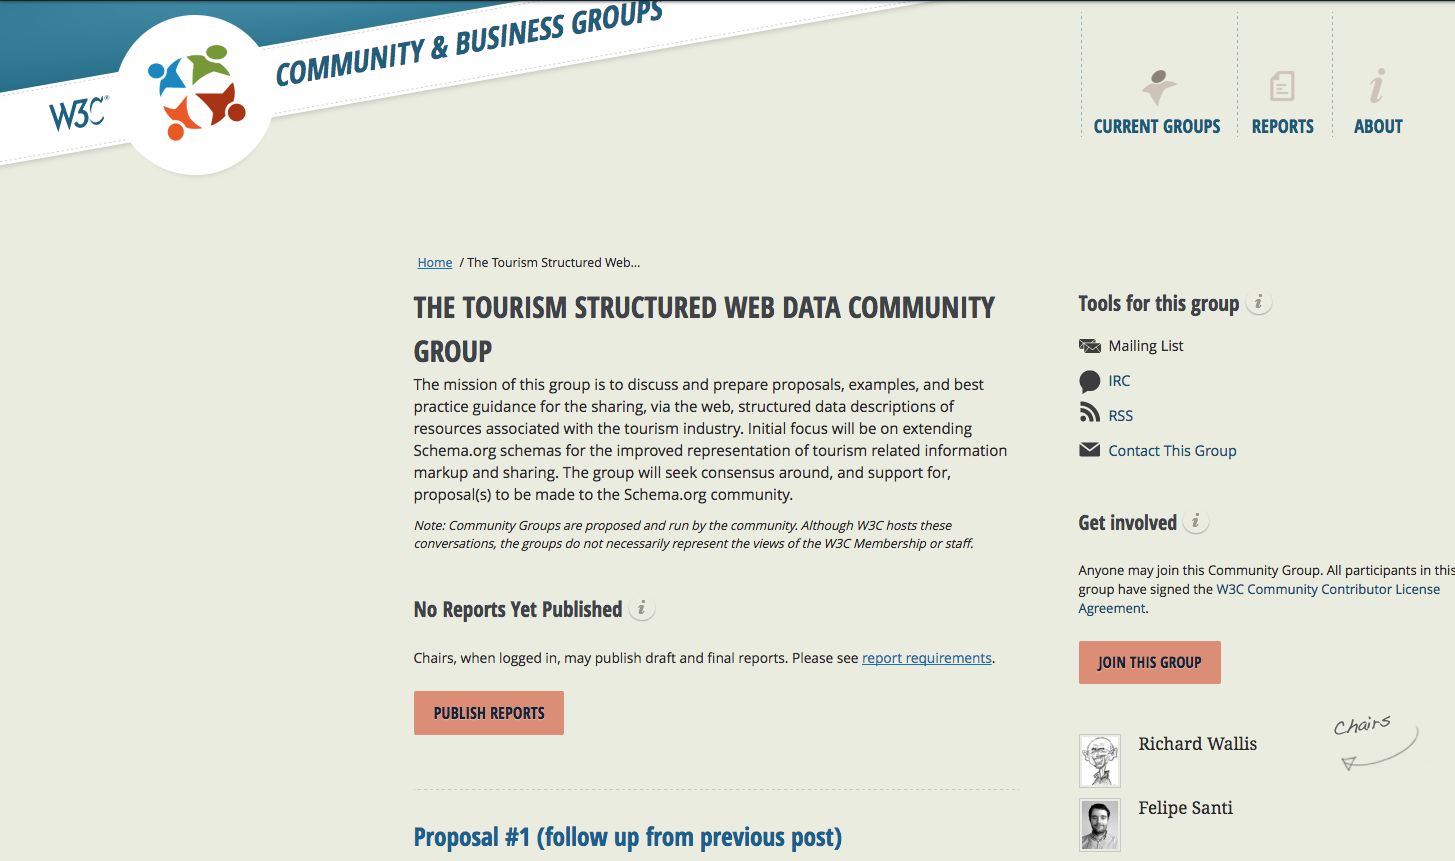 W3C®
COMMUNITY & BUSINESS GROUPS
CURRENT GROUPS
REPORTS
ABOUT
Home / The Tourism Structured Web...
THE TOURISM STRUCTURED WEB DATA COMMUNITY
GROUP
The mission of this group is to discuss and prepare proposals, examples, and best
practice guidance for the sharing, via the web, structured data descriptions of
resources associated with the tourism industry. Initial focus will be on extending
Schema.org schemas for the improved representation of tourism related information
markup and sharing. The group will seek consensus around, and support for,
proposal(s) to be made to the Schema.org community.
Note: Community Groups are proposed and run by the community. Although W3C hosts these
conversations, the groups do not necessarily represent the views of the W3C Membership or staff.
No Reports Yet Published i
Chairs, when logged in, may publish draft and final reports. Please see report requirements.
PUBLISH REPORTS
Proposal #1 (follow up from previous post)
Tools for this group i
Mailing List
IRC
RSS
Contact This Group
Get involved i
Anyone may join this Community Group. All participants in this
group have signed the W3C Community Contributor License
Agreement.
JOIN THIS GROUP
Chairs
Richard Wallis
Felipe Santi